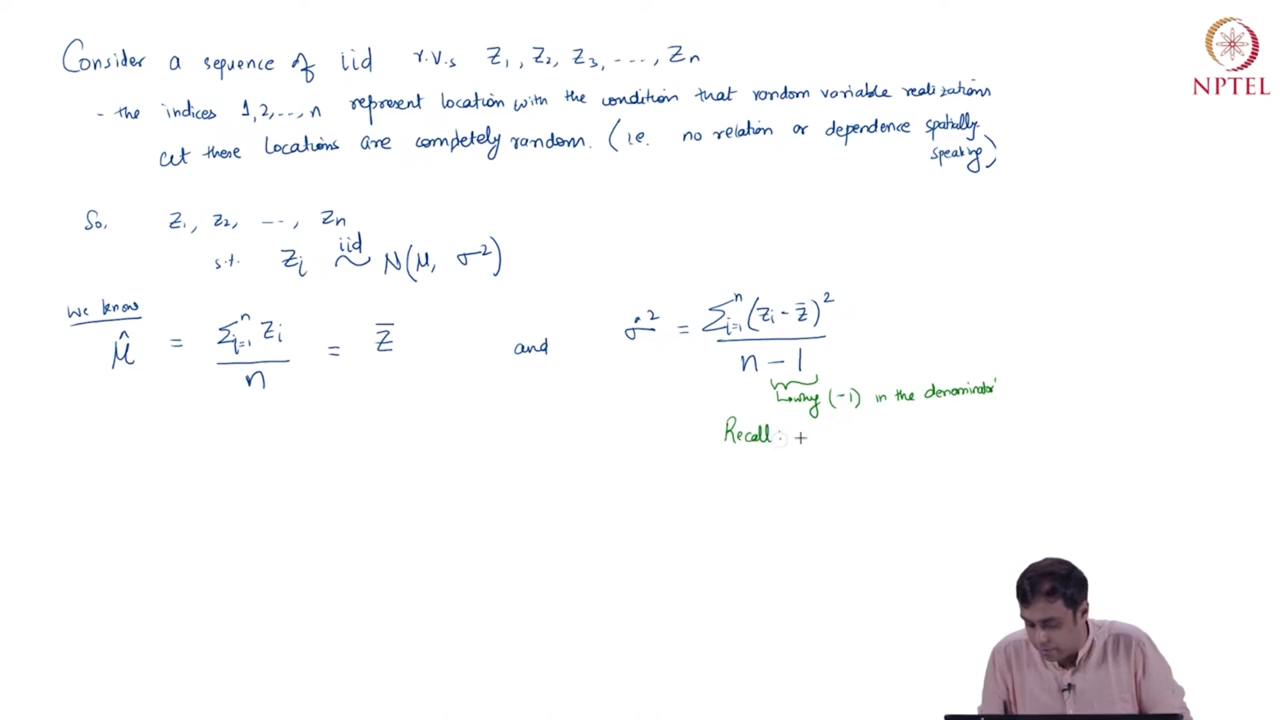 Consider a sequence of iid r.v.s Z₁, Z₂, Z₃, ...., Zₙ
- the indices 1,2,...,n represent location with the condition that random variable realizations
at these locations are completely random. (i.e. no relation or dependence spatially
speaking)
So, Z₁, Z₂, ..., Zₙ
s.t. Zᵢ ~ⁱⁱᵈ N(μ, σ²)
We know
μ̂ = Σᵢ₌₁ⁿ Zᵢ / n = Z̄ and σ̂² = Σᵢ₌₁ⁿ (Zᵢ - Z̄)² / n - 1
↳ why (-1) in the denominator
Recall :
NPTEL